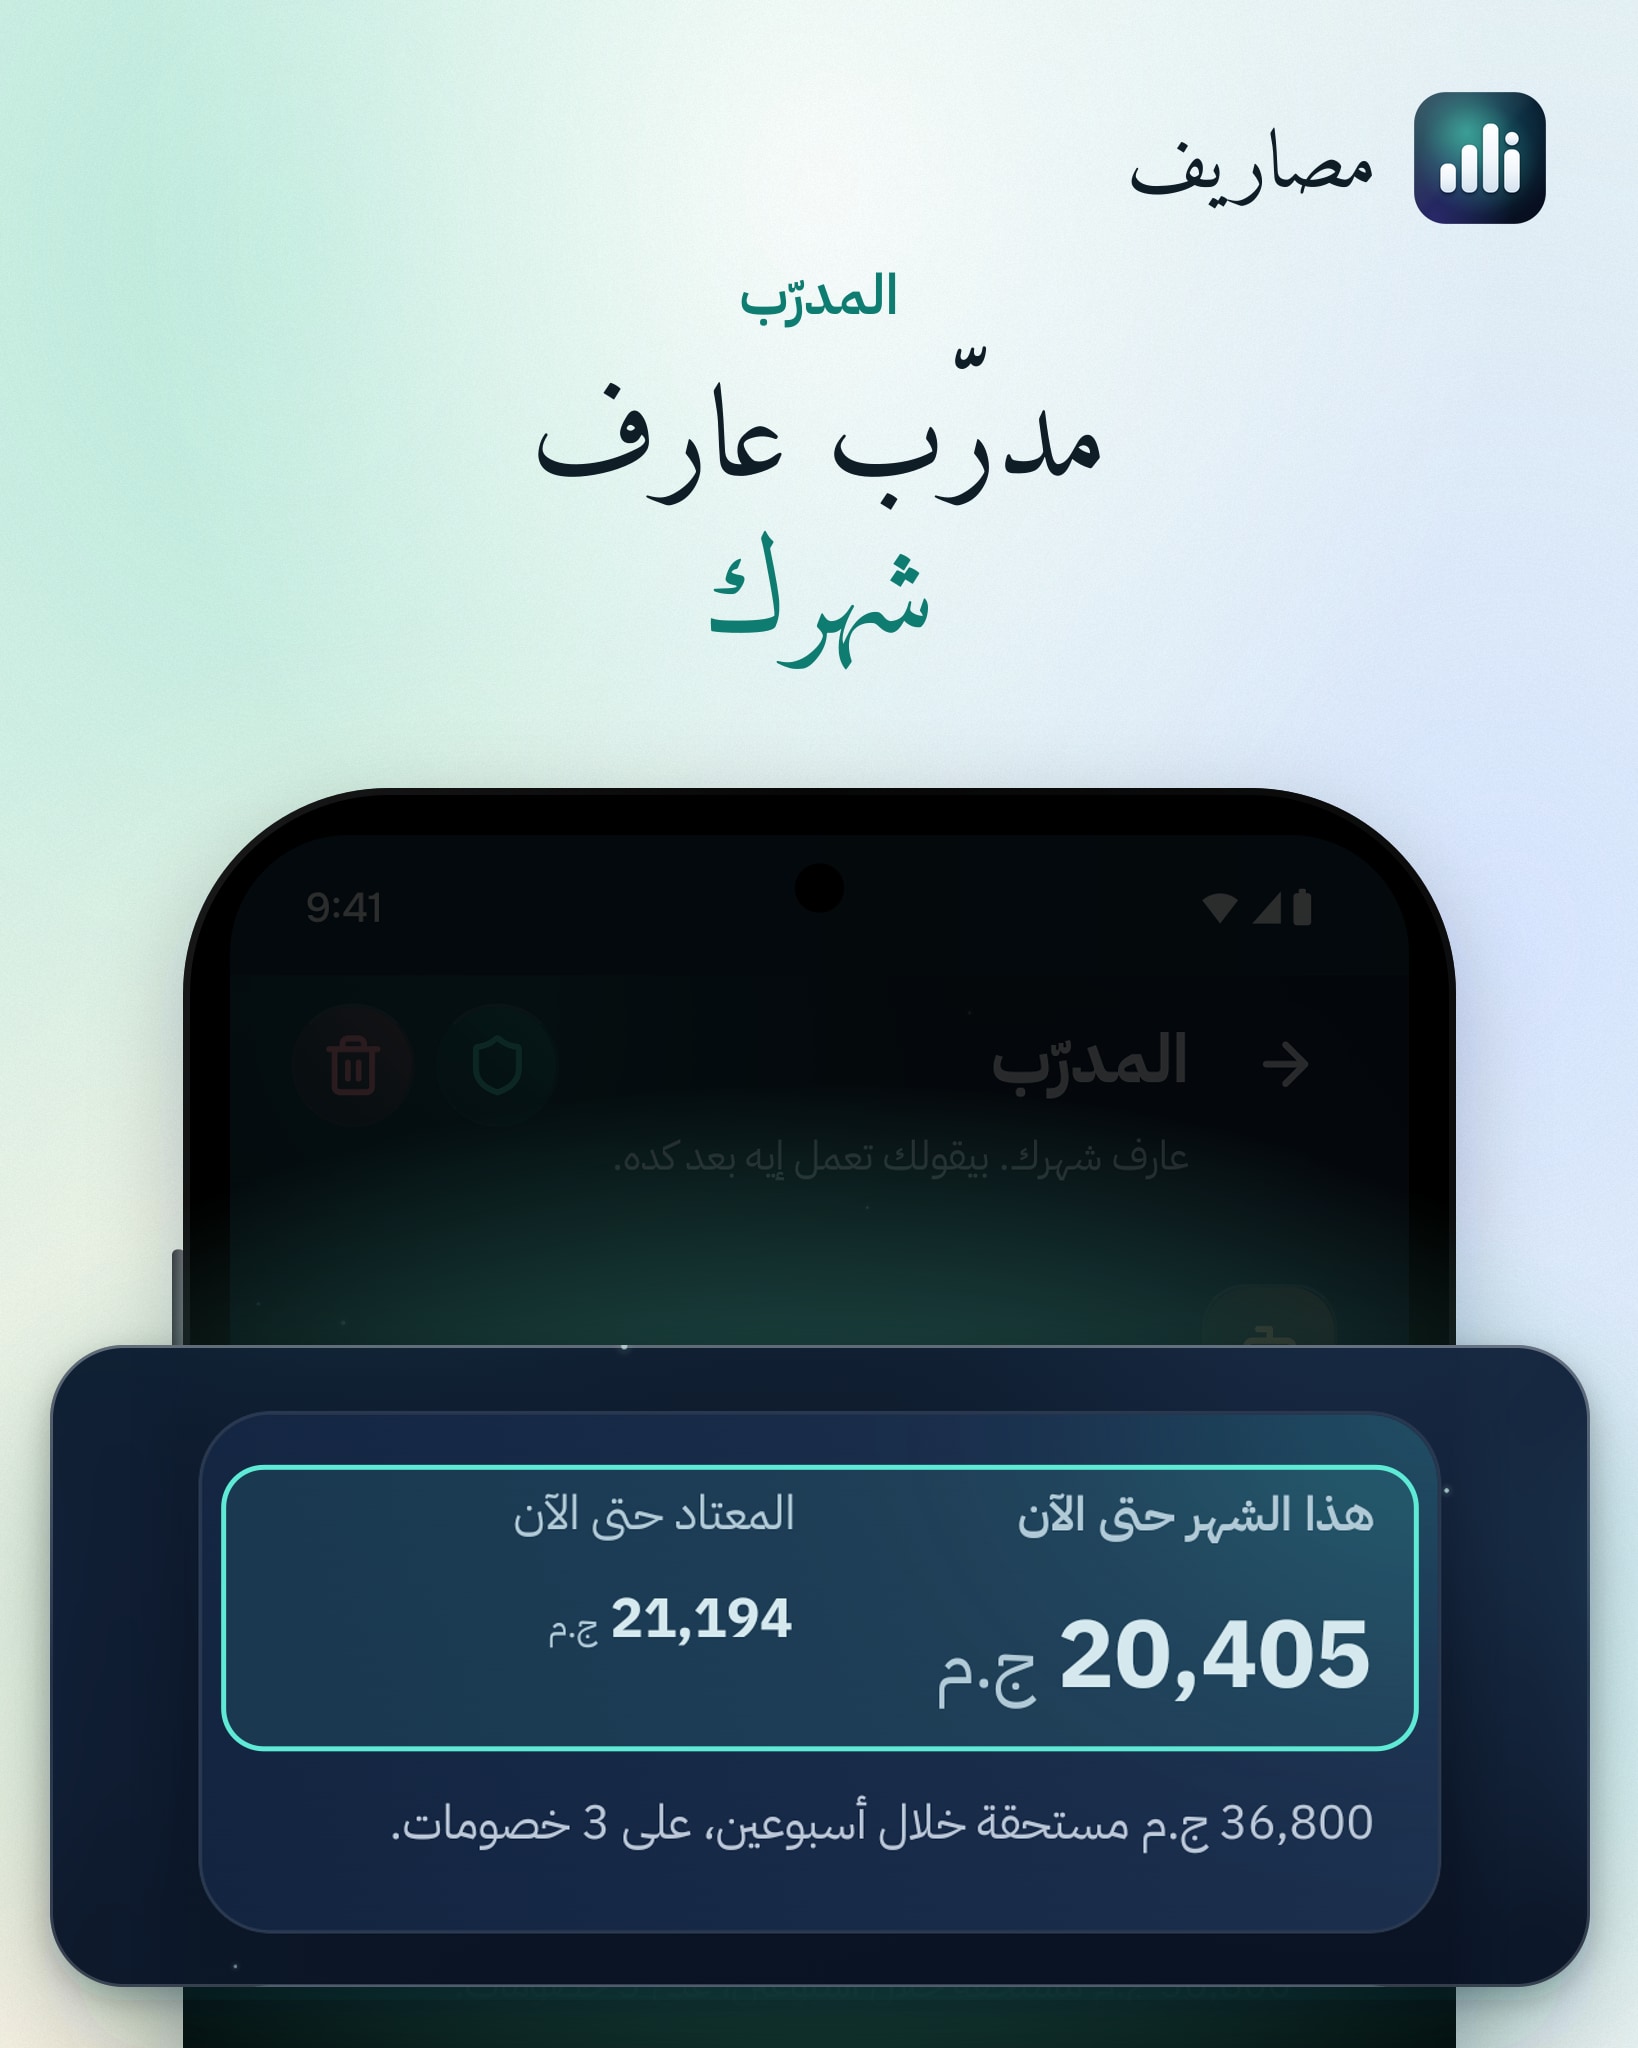 مصاريف
المدرّب
مدرّب عارف
شهرك
9:41
المدرّب
عارف شهرك. بيقولك تعمل إيه بعد كده.
هذا الشهر حتى الآن
المعتاد حتى الآن
20,405 ج.م
21,194 ج.م
36,800 ج.م مستحقة خلال أسبوعين، على 3 خصومات.